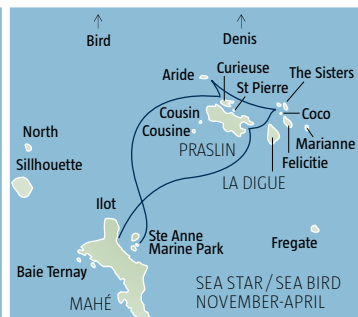 Bird
Denis
Aride
Curieuse
The Sisters
St Pierre
Cousin
Coco
Cousine
Marianne
North
PRASLIN
Felicitie
Sillhouette
LA DIGUE
Ilot
Ste Anne
Marine Park
Fregate
Baie Ternay
SEA STAR / SEA BIRD
NOVEMBER-APRIL
MAHÉ